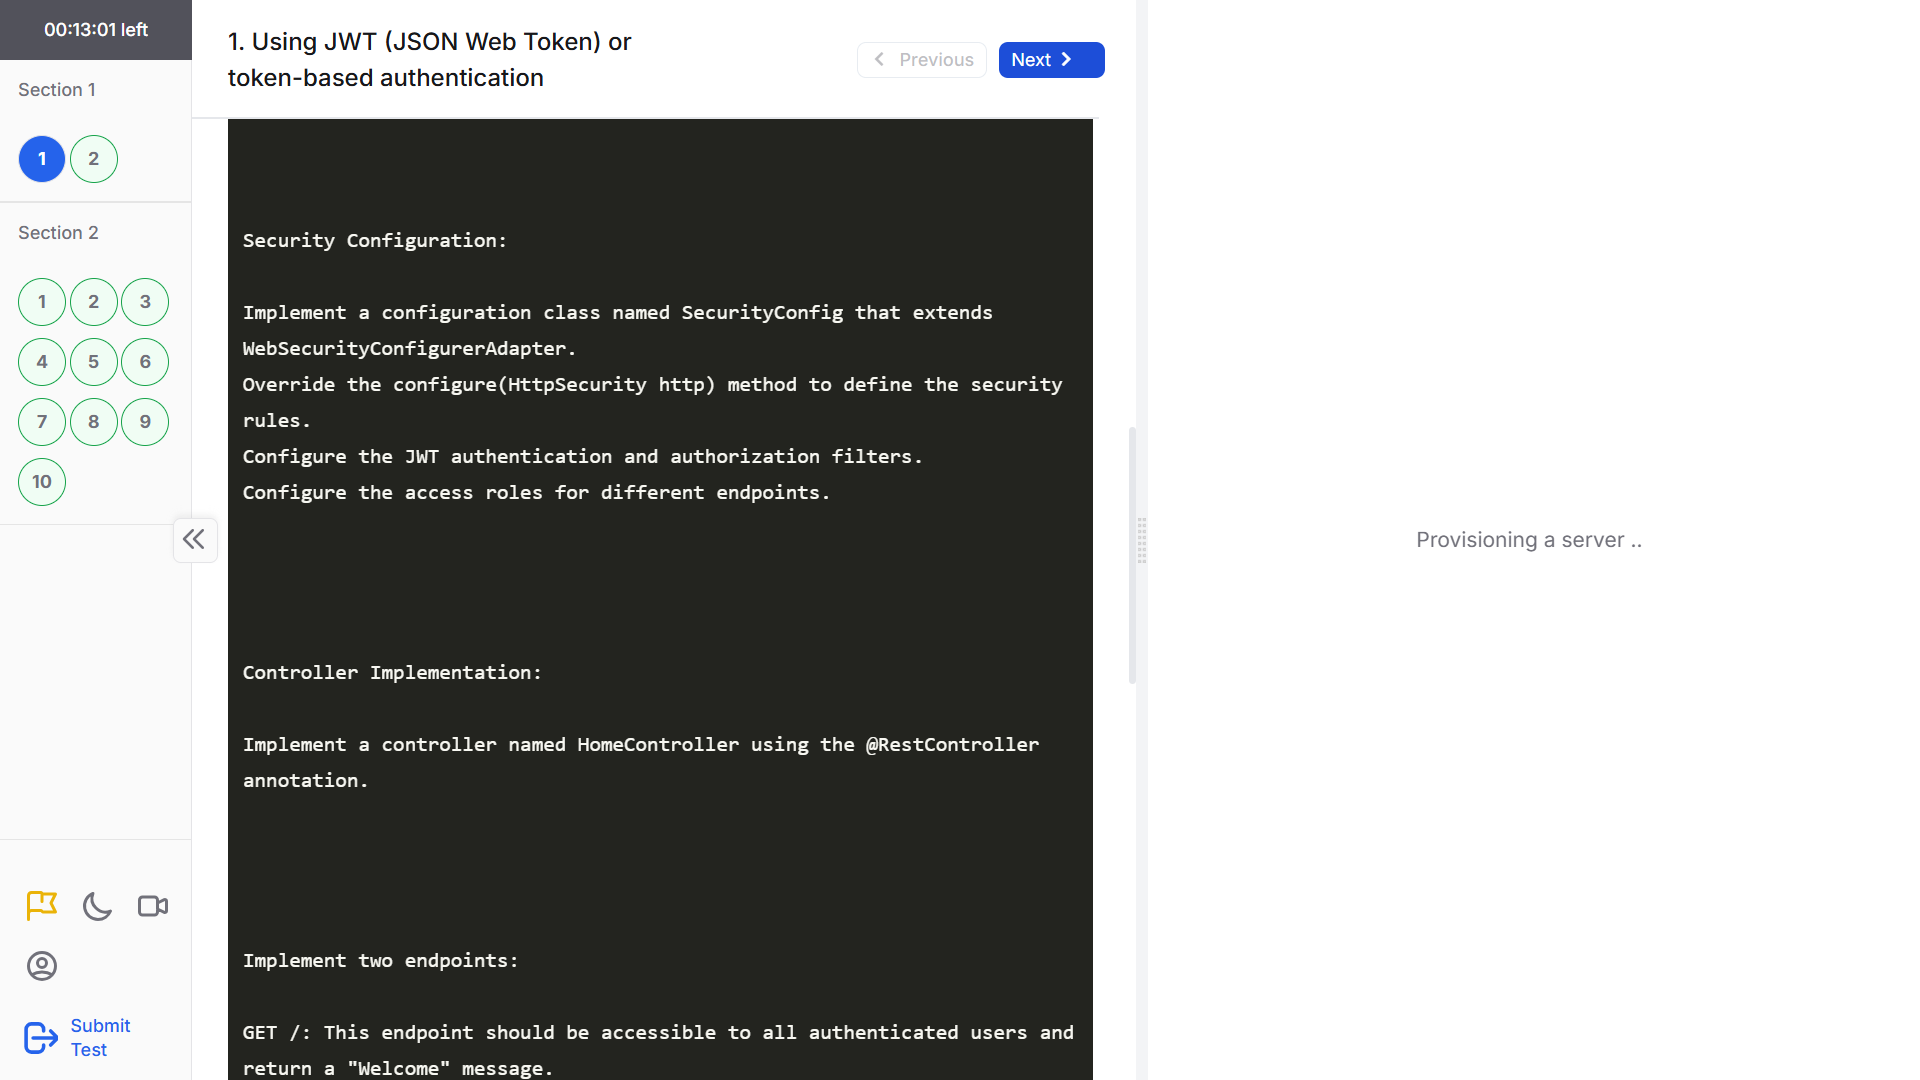 00:13:01 left
Section 1
1 2
Section 2
1 2 3
4 5 6
7 8 9
10
Submit
Test
1. Using JWT (JSON Web Token) or
token-based authentication
Previous
Next
Security Configuration:
Implement a configuration class named SecurityConfig that extends
WebSecurityConfigurerAdapter.
Override the configure(HttpSecurity http) method to define the security
rules.
Configure the JWT authentication and authorization filters.
Configure the access roles for different endpoints.
Controller Implementation:
Implement a controller named HomeController using the @RestController
annotation.
Implement two endpoints:
GET /: This endpoint should be accessible to all authenticated users and
return a "Welcome" message.
Provisioning a server ..